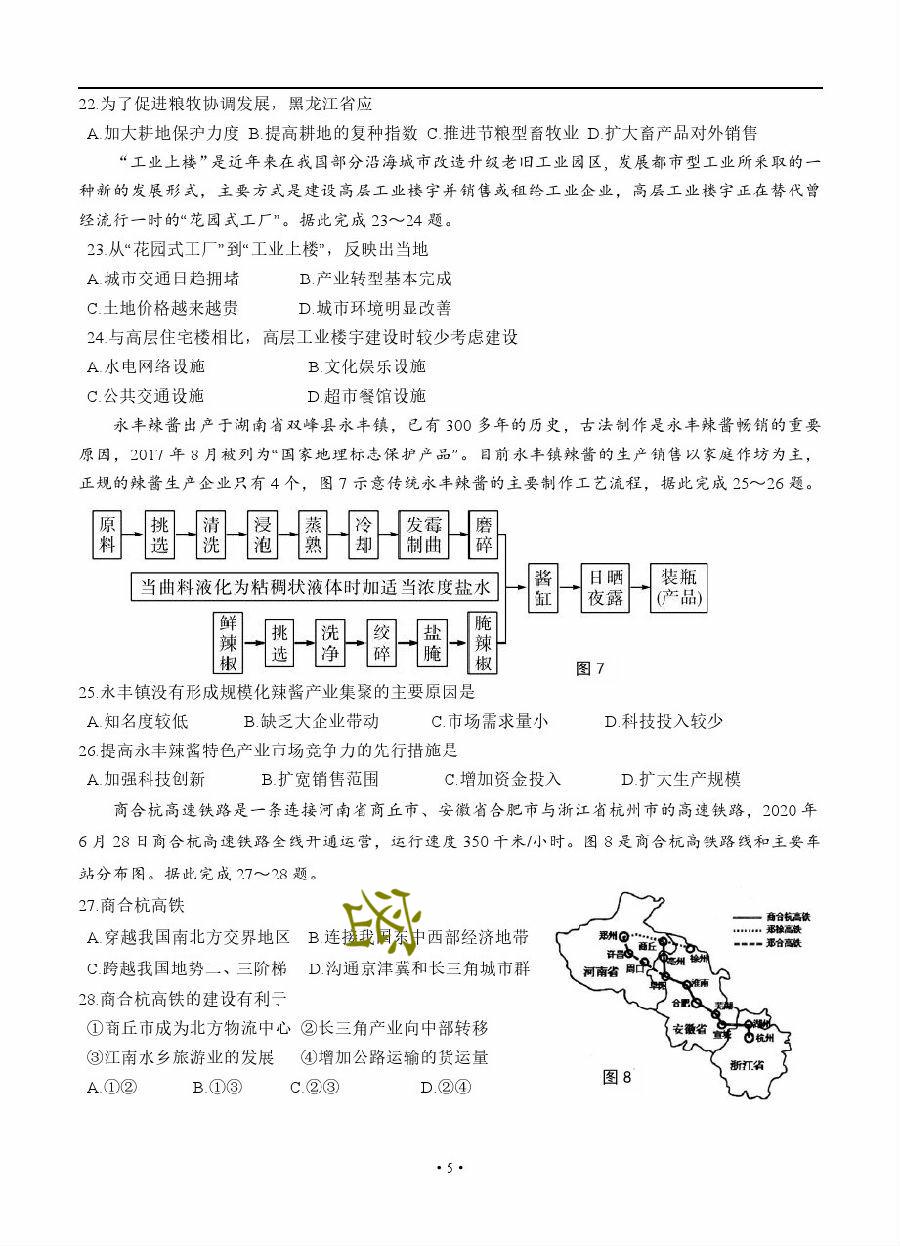 22.为了促进粮牧协调发展，黑龙江省应
A.加大耕地保护力度 B.提高耕地的复种指数 C.推进节粮型畜牧业 D.扩大畜产品对外销售
“工业上楼”是近年来在我国部分沿海城市改造升级老旧工业园区，发展都市型工业所采取的一
种新的发展形式，主要方式是建设高层工业楼宇并销售或租给工业企业，高层工业楼宇正在替代曾
经流行一时的“花园式工厂”。据此完成 23～24 题。
23.从“花园式工厂”到“工业上楼”，反映出当地
A.城市交通日趋拥堵 B.产业转型基本完成
C.土地价格越来越贵 D.城市环境明显改善
24.与高层住宅楼相比，高层工业楼宇建设时较少考虑建设
A.水电网络设施 B.文化娱乐设施
C.公共交通设施 D.超市餐馆设施
永丰辣酱出产于湖南省双峰县永丰镇，已有 300 多年的历史，古法制作是永丰辣酱畅销的重要
原因，2017 年 8 月被列为“国家地理标志保护产品”。目前永丰镇辣酱的生产销售以家庭作坊为主，
正规的辣酱生产企业只有 4 个，图 7 示意传统永丰辣酱的主要制作工艺流程，据此完成 25～26 题。
原料 挑选 清洗 浸泡 蒸熟 冷却 发霉制曲 磨碎
当曲料液化为粘稠状液体时加适当浓度盐水 酱缸 日晒夜露 装瓶(产品)
鲜辣椒 挑选 洗净 绞碎 盐腌 腌辣椒
图 7
25.永丰镇没有形成规模化辣酱产业集聚的主要原因是
A.知名度较低 B.缺乏大企业带动 C.市场需求量小 D.科技投入较少
26.提高永丰辣酱特色产业市场竞争力的先行措施是
A.加强科技创新 B.扩宽销售范围 C.增加资金投入 D.扩大生产规模
商合杭高速铁路是一条连接河南省商丘市、安徽省合肥市与浙江省杭州市的高速铁路，2020 年
6 月 28 日商合杭高速铁路全线开通运营，运行速度 350 千米/小时。图 8 是商合杭高铁路线和主要车
站分布图。据此完成 27～28 题。
27.商合杭高铁
A.穿越我国南北方交界地区 B.连接我国东中西部经济地带
C.跨越我国地势二、三阶梯 D.沟通京津冀和长三角城市群
28.商合杭高铁的建设有利于
①商丘市成为北方物流中心 ②长三角产业向中部转移
③江南水乡旅游业的发展 ④增加公路运输的货运量
A.①② B.①③ C.②③ D.②④
商合杭高铁
郑徐高铁
郑合高铁
郑州
商丘
徐州
许昌
周口
亳州
河南省
阜阳
淮南
合肥
芜湖
安徽省
宣城
湖州
杭州
浙江省
图 8
·5·